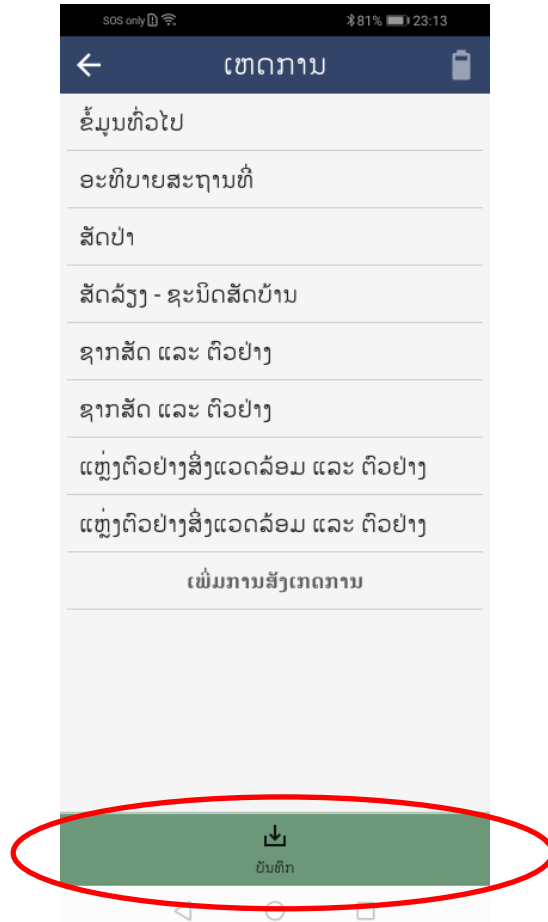 SOS only 81% 23:13
ເຫດການ
ຂໍ້ມູນທົ່ວໄປ
ອະທິບາຍສະຖານທີ່
ສັດປ່າ
ສັດລ້ຽງ - ຊະນິດສັດບ້ານ
ຊາກສັດ ແລະ ຕົວຢ່າງ
ຊາກສັດ ແລະ ຕົວຢ່າງ
ແຫຼ່ງຕົວຢ່າງສິ່ງແວດລ້ອມ ແລະ ຕົວຢ່າງ
ແຫຼ່ງຕົວຢ່າງສິ່ງແວດລ້ອມ ແລະ ຕົວຢ່າງ
ເພີ່ມການສັງເກດການ
ບັນທຶກ